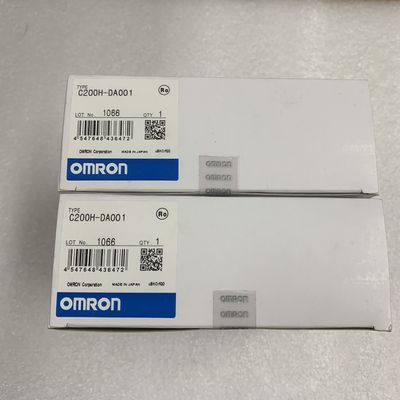 TYPE
C200H-DA001
Ro
LOT No. 1066 QTY. 1
4 547648 436472
OMRON Corporation MADE IN JAPAN
OMRON
OMRON
OMRON
OMRON
TYPE
C200H-DA001
Ro
LOT No. 1066 QTY. 1
4 547648 436472
OMRON Corporation MADE IN JAPAN
OMRON
OMRON
OMRON